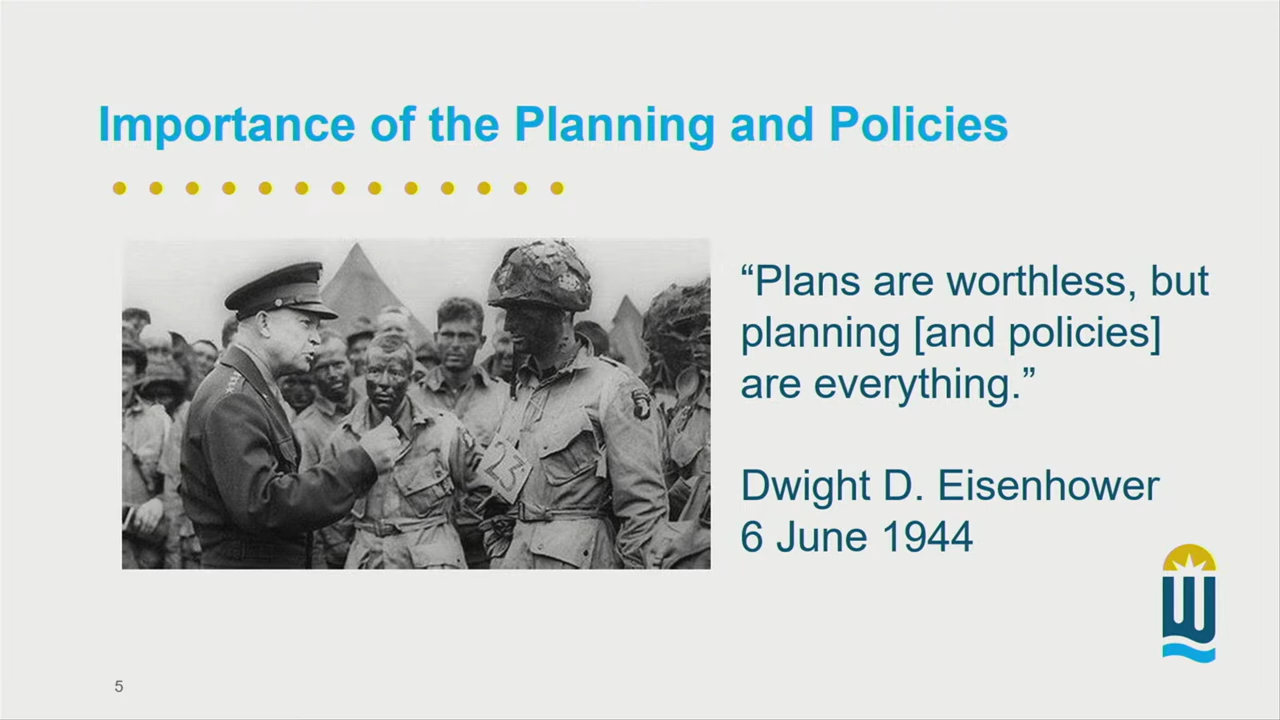 Importance of the Planning and Policies
“Plans are worthless, but
planning [and policies]
are everything.”
Dwight D. Eisenhower
6 June 1944
23
W
5